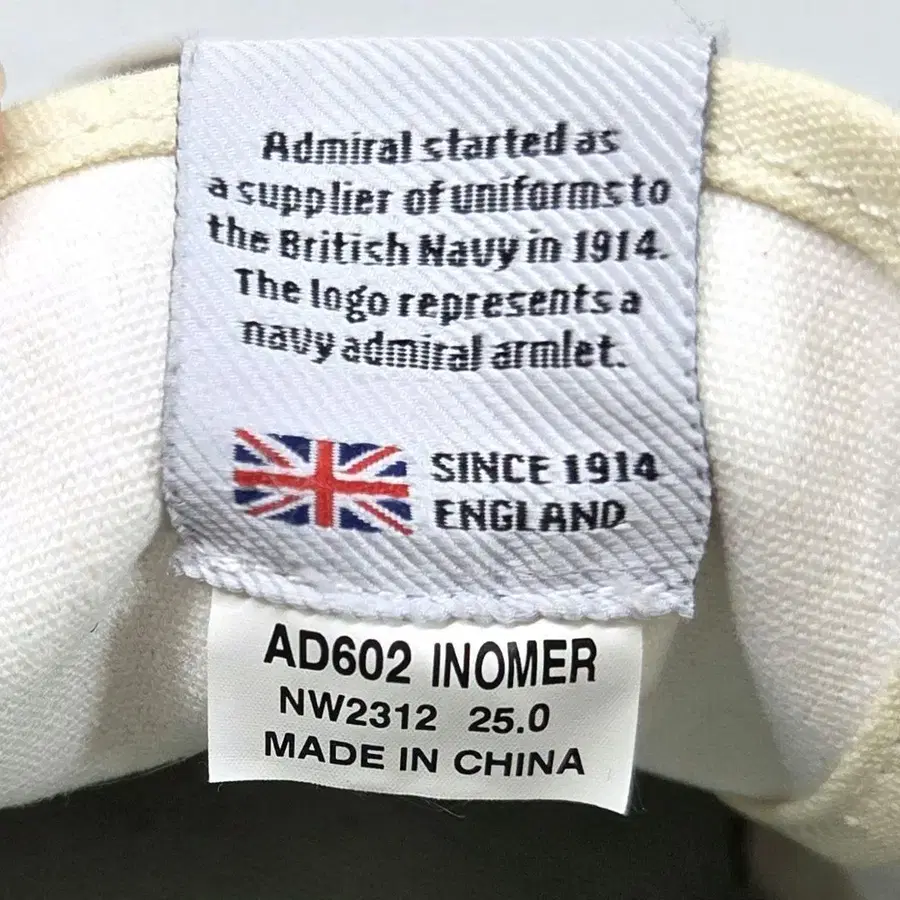 Admiral started as
a supplier of uniforms to
the British Navy in 1914.
The logo represents a
navy admiral armlet.
SINCE 1914
ENGLAND
AD602 INOMER
NW2312 25.0
MADE IN CHINA